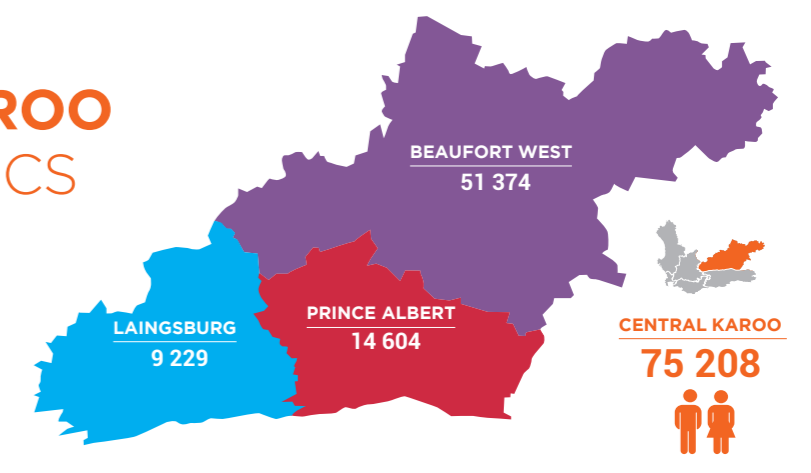 ROO
CS
BEAUFORT WEST
51 374
LAINGSBURG
9 229
PRINCE ALBERT
14 604
CENTRAL KAROO
75 208